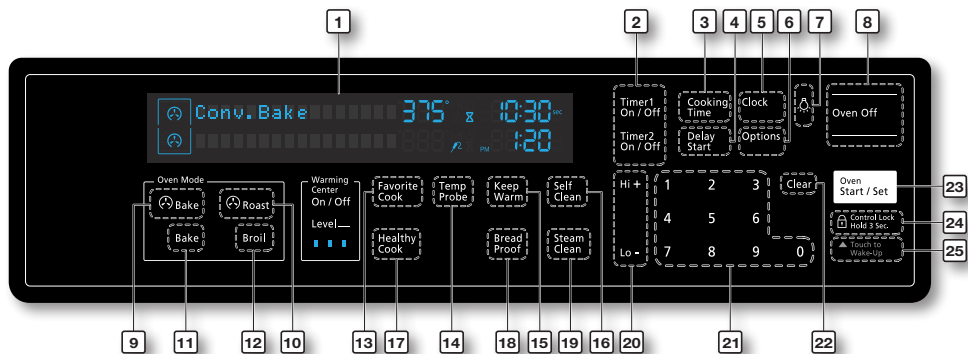 1
2
3
4
5
6
7
8
Conv.Bake 375° 10:30 SEC
PM 1:20
Timer1
On / Off
Timer2
On / Off
Cooking
Time
Delay
Start
Clock
Options
Oven Off
Oven Mode
Bake
Roast
Bake
Broil
Warming
Center
On / Off
Level
Favorite
Cook
Temp
Probe
Keep
Warm
Self
Clean
Healthy
Cook
Bread
Proof
Steam
Clean
Hi +
Lo -
1 2 3
4 5 6
7 8 9 0
Clear
Oven
Start / Set
Control Lock
Hold 3 Sec.
Touch to
Wake-Up
23
24
25
9
11
12
10
13
17
14
18
15
19
16
20
21
22